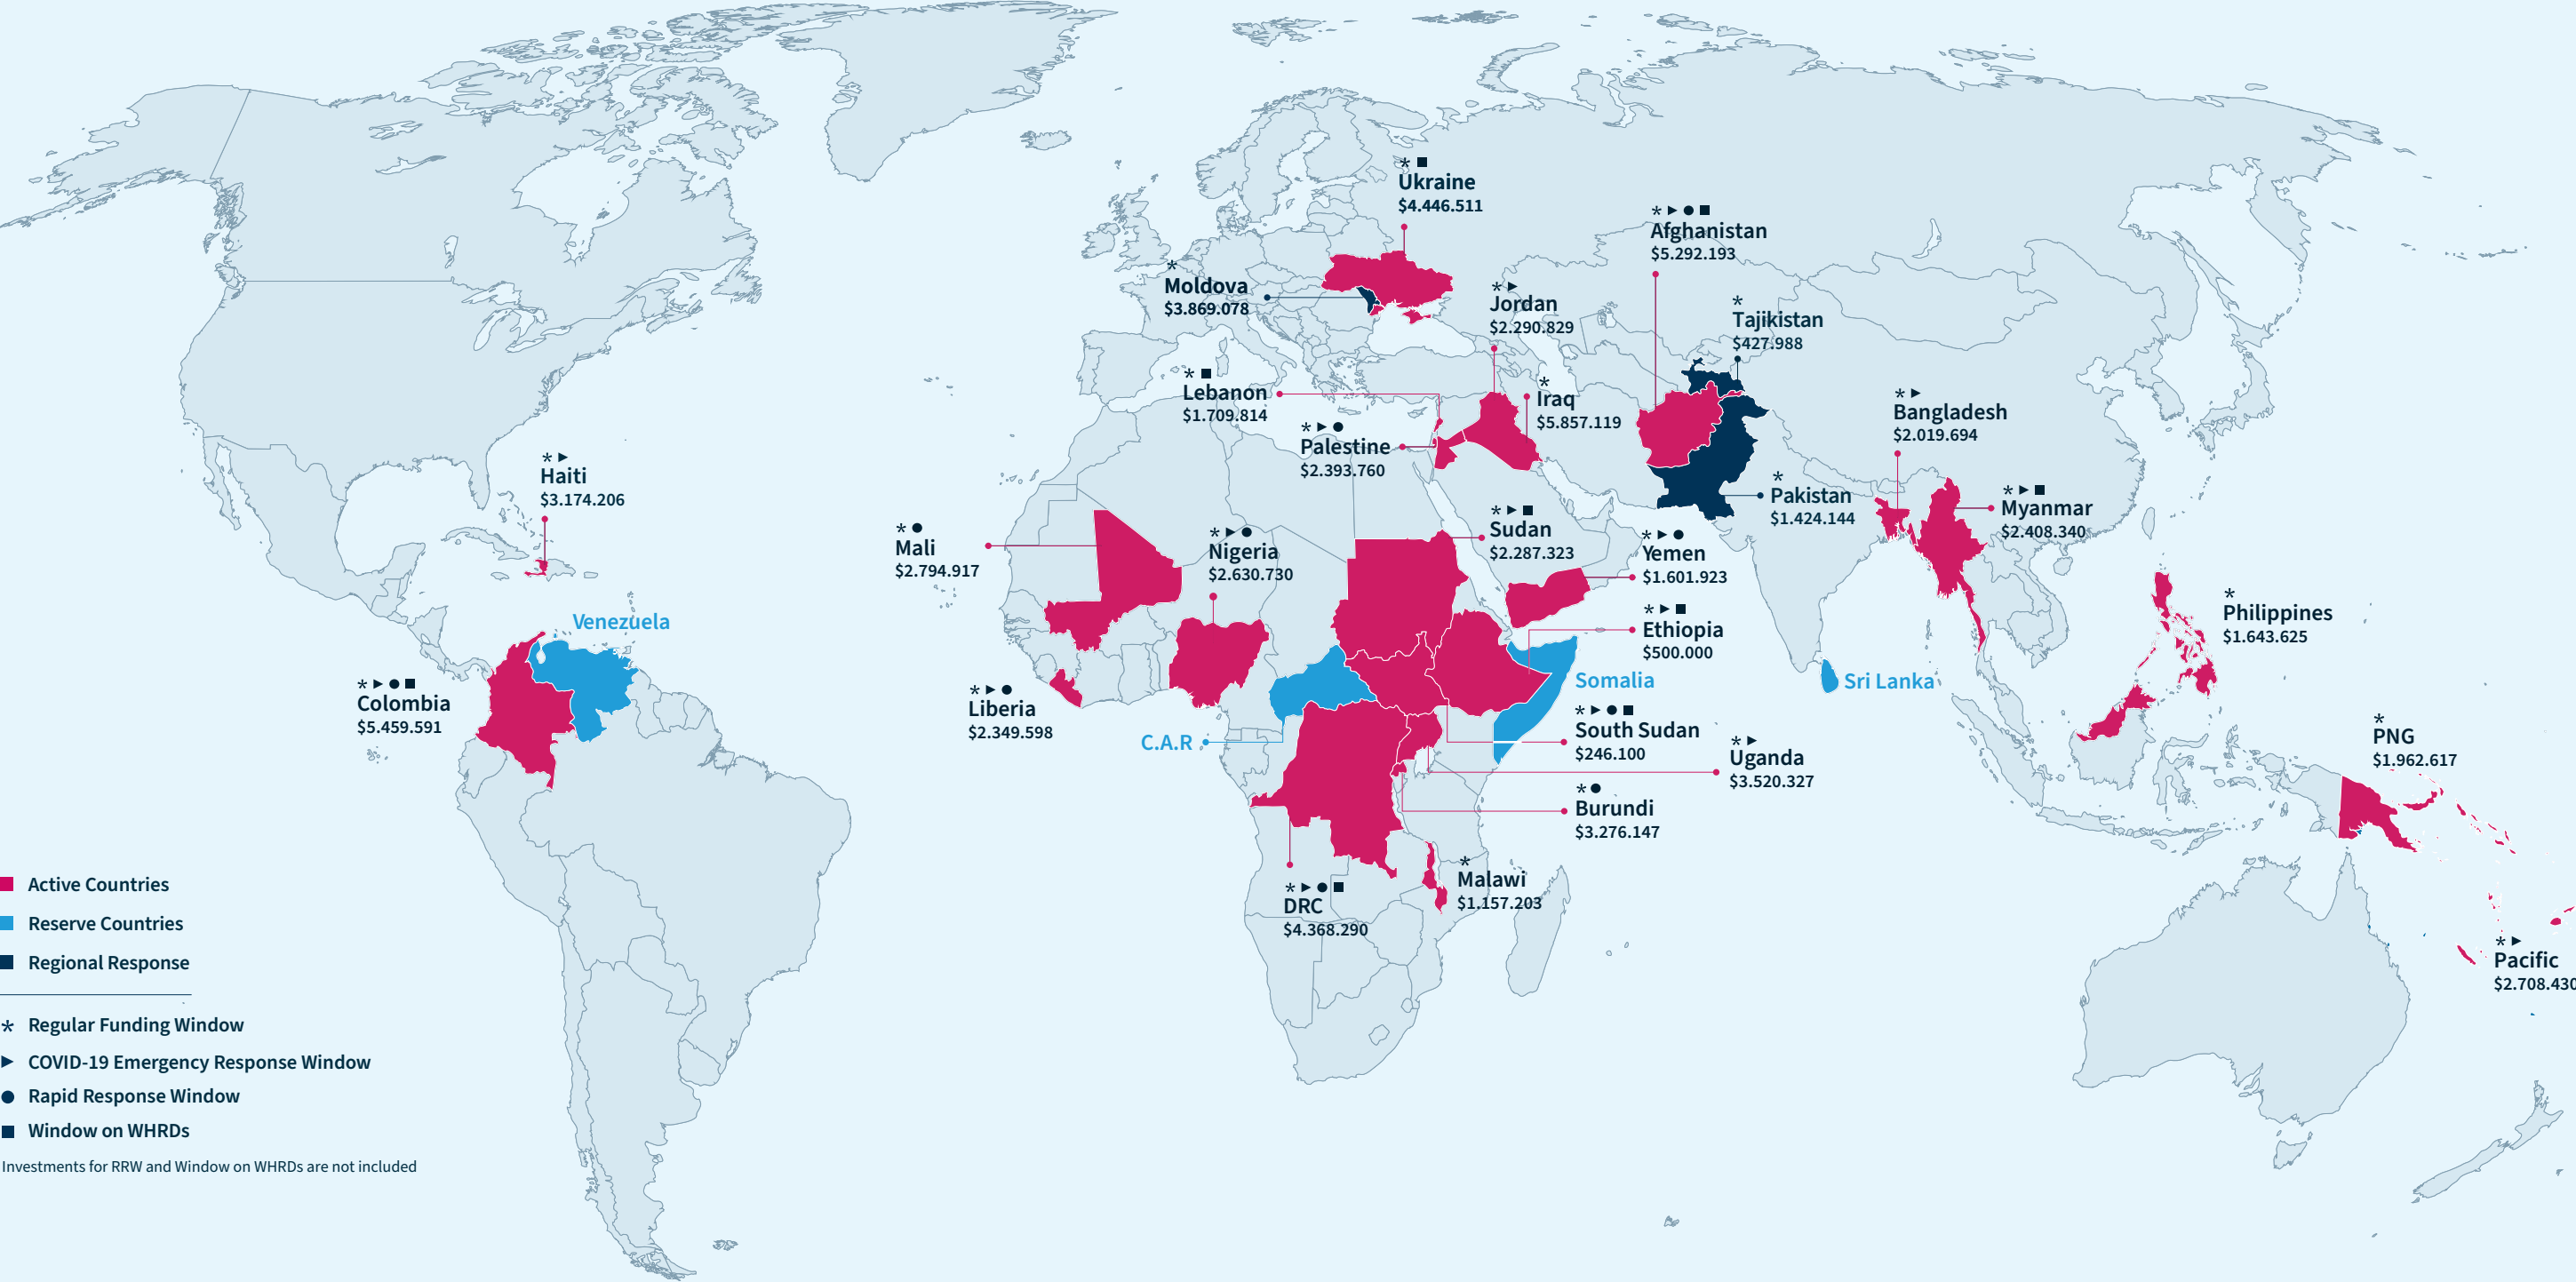 * ■
Ukraine
$4.446.511
* ► ● ■
Afghanistan
$5.292.193
*
Moldova
$3.869.078
* ►
Jordan
$2.290.829
*
Tajikistan
$427.988
* ■
Lebanon
$1.709.814
*
Iraq
$5.857.119
* ►
Bangladesh
$2.019.694
* ► ●
Palestine
$2.393.760
* ►
Haiti
$3.174.206
*
Pakistan
$1.424.144
* ► ■
Myanmar
$2.408.340
* ●
Mali
$2.794.917
* ► ●
Nigeria
$2.630.730
* ► ■
Sudan
$2.287.323
* ► ●
Yemen
$1.601.923
* ► ■
Ethiopia
$500.000
*
Philippines
$1.643.625
Venezuela
* ► ● ■
Colombia
$5.459.591
* ► ●
Liberia
$2.349.598
Somalia
Sri Lanka
C.A.R
* ► ● ■
South Sudan
$246.100
* ►
Uganda
$3.520.327
*
PNG
$1.962.617
* ●
Burundi
$3.276.147
*
Malawi
$1.157.203
* ► ● ■
DRC
$4.368.290
* ►
Pacific
$2.708.430
Active Countries
Reserve Countries
Regional Response
* Regular Funding Window
► COVID-19 Emergency Response Window
● Rapid Response Window
■ Window on WHRDs
Investments for RRW and Window on WHRDs are not included